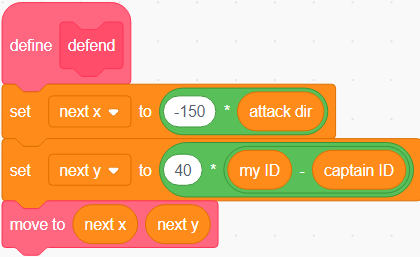 define defend
set next x to -150 * attack dir
set next y to 40 * my ID - captain ID
move to next x next y